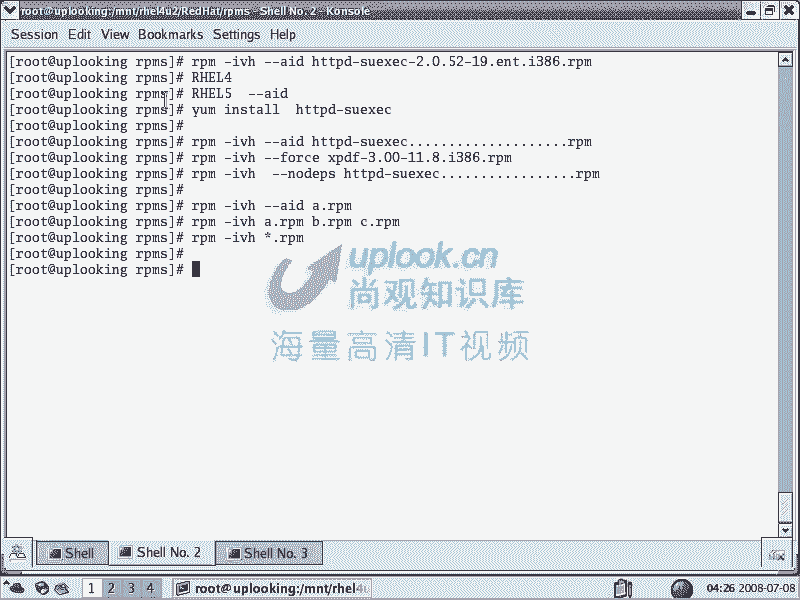 root@uplooking:/mnt/rhel4u2/RedHat/rpms - Shell No. 2 - Konsole
Session Edit View Bookmarks Settings Help
[root@uplooking rpms]# rpm -ivh --aid httpd-suexec-2.0.52-19.ent.i386.rpm
[root@uplooking rpms]# RHEL4
[root@uplooking rpms]# RHEL5  --aid
[root@uplooking rpms]# yum install  httpd-suexec
[root@uplooking rpms]#
[root@uplooking rpms]# rpm -ivh --aid httpd-suexec....................rpm
[root@uplooking rpms]# rpm -ivh --force xpdf-3.00-11.8.i386.rpm
[root@uplooking rpms]# rpm -ivh  --nodeps httpd-suexec.................rpm
[root@uplooking rpms]#
[root@uplooking rpms]# rpm -ivh --aid a.rpm
[root@uplooking rpms]# rpm -ivh a.rpm b.rpm c.rpm
[root@uplooking rpms]# rpm -ivh *.rpm
[root@uplooking rpms]#
[root@uplooking rpms]#
uplook.cn
尚观知识库
海量高清IT视频
Shell Shell No. 2 Shell No. 3
1 2 3 4 root@uplooking:/mnt/rhel4u 04:26 2008-07-08